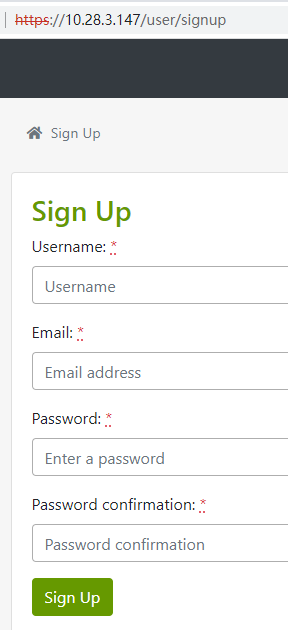 https://10.28.3.147/user/signup
Sign Up
Sign Up
Username: *
Username
Email: *
Email address
Password: *
Enter a password
Password confirmation: *
Password confirmation
Sign Up